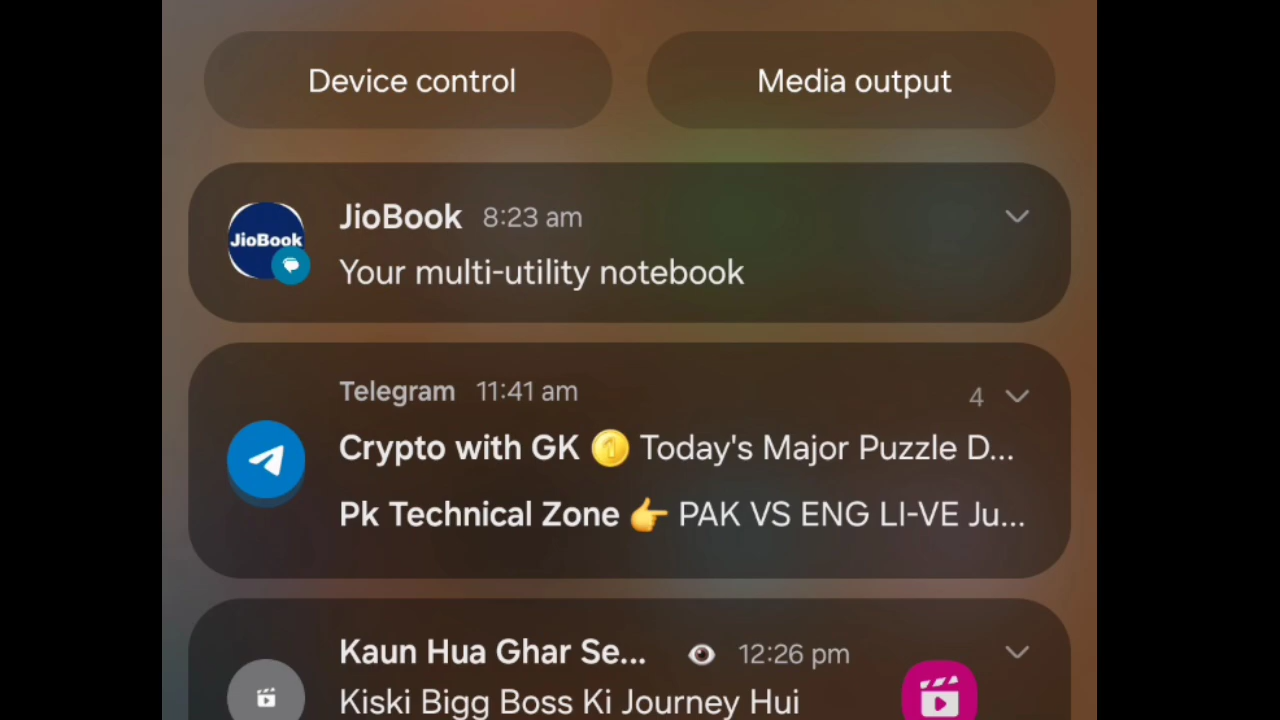 Device control
Media output
JioBook 8:23 am
JioBook
Your multi-utility notebook
Telegram 11:41 am
4
Crypto with GK 🪙 Today's Major Puzzle D...
Pk Technical Zone 👉 PAK VS ENG LI-VE Ju...
Kaun Hua Ghar Se... 👁 12:26 pm
Kiski Bigg Boss Ki Journey Hui